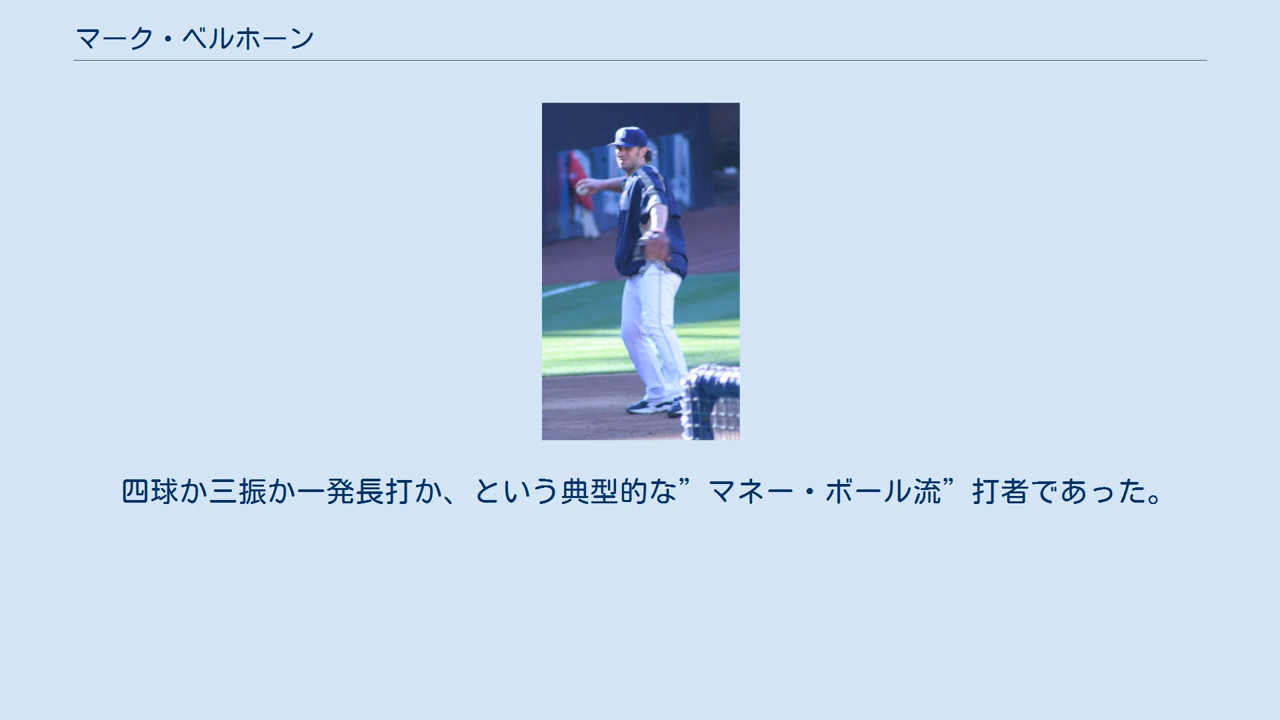 マーク・ベルホーン
四球か三振か一発長打か、という典型的な”マネー・ボール流”打者であった。